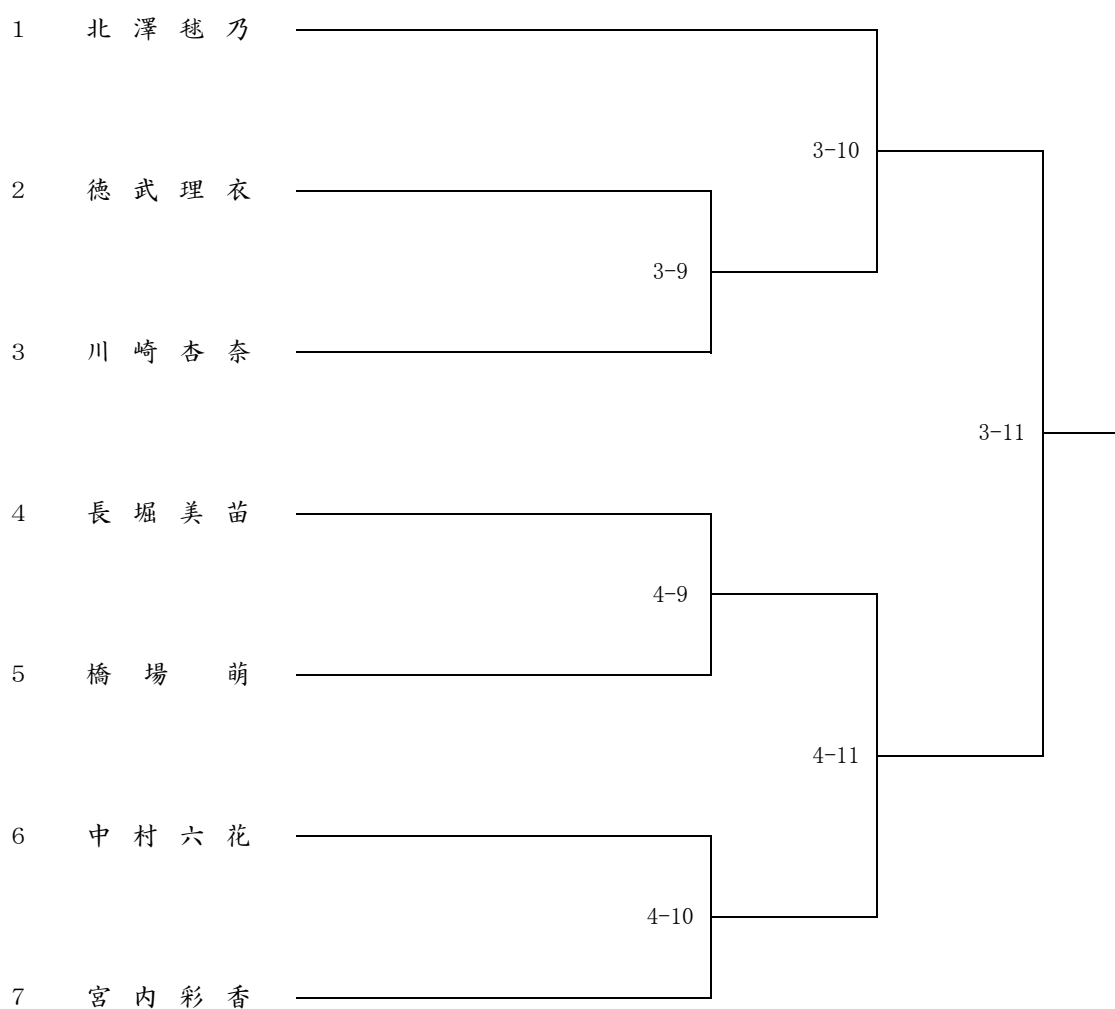 1 北澤毬乃
3-10
2 徳武理衣
3-9
3 川崎杏奈
3-11
4 長堀美苗
4-9
5 橋場 萌
4-11
6 中村六花
4-10
7 宮内彩香